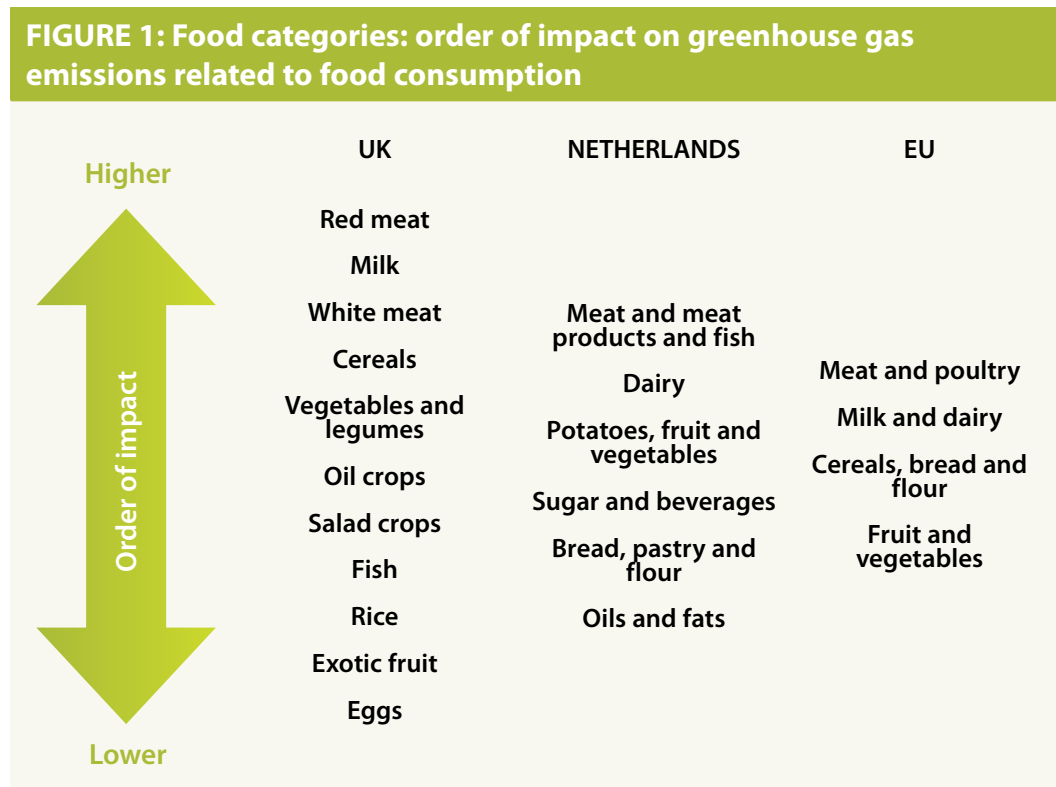 FIGURE 1: Food categories: order of impact on greenhouse gas
emissions related to food consumption
Higher
Order of impact
Lower
UK
Red meat
Milk
White meat
Cereals
Vegetables and
legumes
Oil crops
Salad crops
Fish
Rice
Exotic fruit
Eggs
NETHERLANDS
Meat and meat
products and fish
Dairy
Potatoes, fruit and
vegetables
Sugar and beverages
Bread, pastry and
flour
Oils and fats
EU
Meat and poultry
Milk and dairy
Cereals, bread and
flour
Fruit and
vegetables